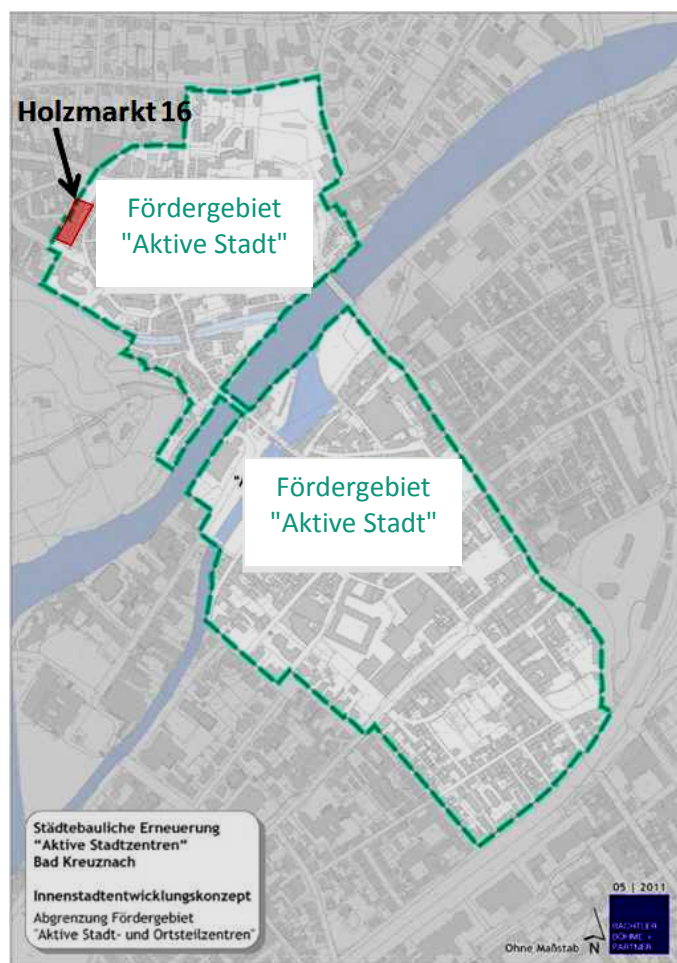 Holzmarkt 16
Fördergebiet
"Aktive Stadt"
Fördergebiet
"Aktive Stadt"
Städtebauliche Erneuerung
"Aktive Stadtzentren"
Bad Kreuznach
Innenstadtentwicklungskonzept
Abgrenzung Fördergebiet
"Aktive Stadt- und Ortsteilzentren"
05 | 2011
Ohne Maßstab N
BACHTLER
BÖHME +
PARTNER